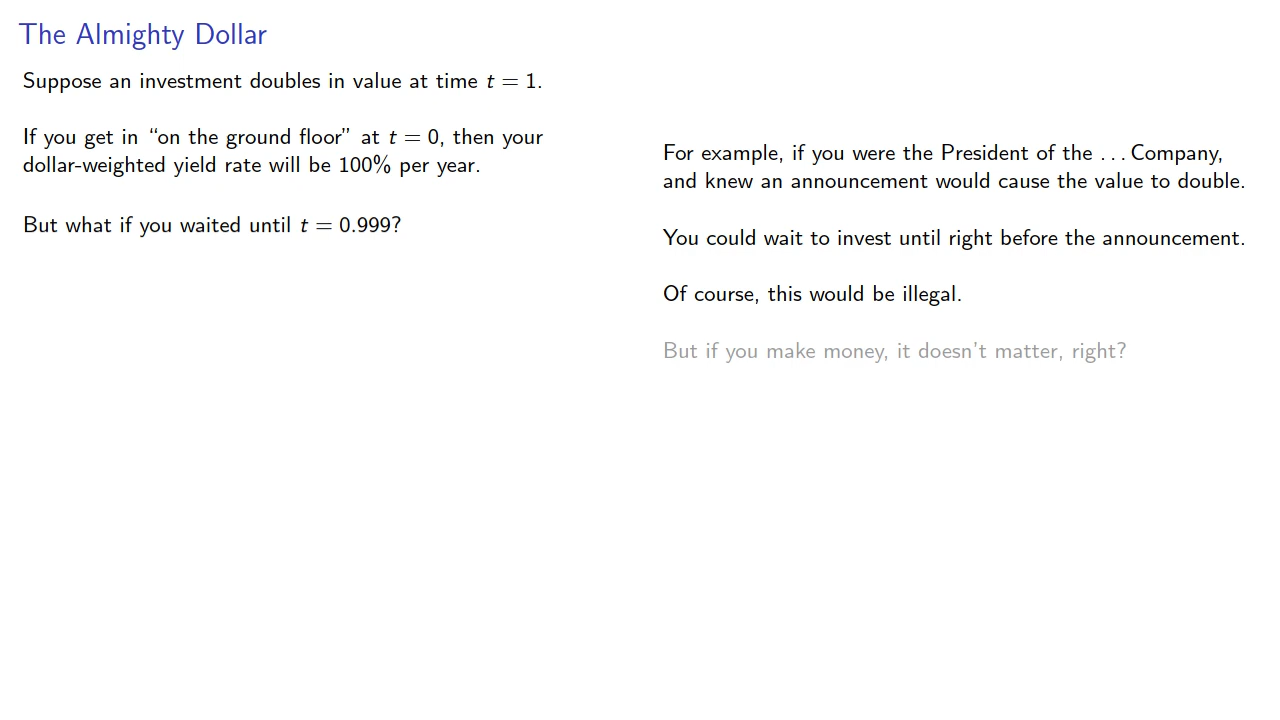 The Almighty Dollar
Suppose an investment doubles in value at time t = 1.
If you get in “on the ground floor” at t = 0, then your
dollar-weighted yield rate will be 100% per year.
But what if you waited until t = 0.999?
For example, if you were the President of the ... Company,
and knew an announcement would cause the value to double.
You could wait to invest until right before the announcement.
Of course, this would be illegal.
But if you make money, it doesn’t matter, right?